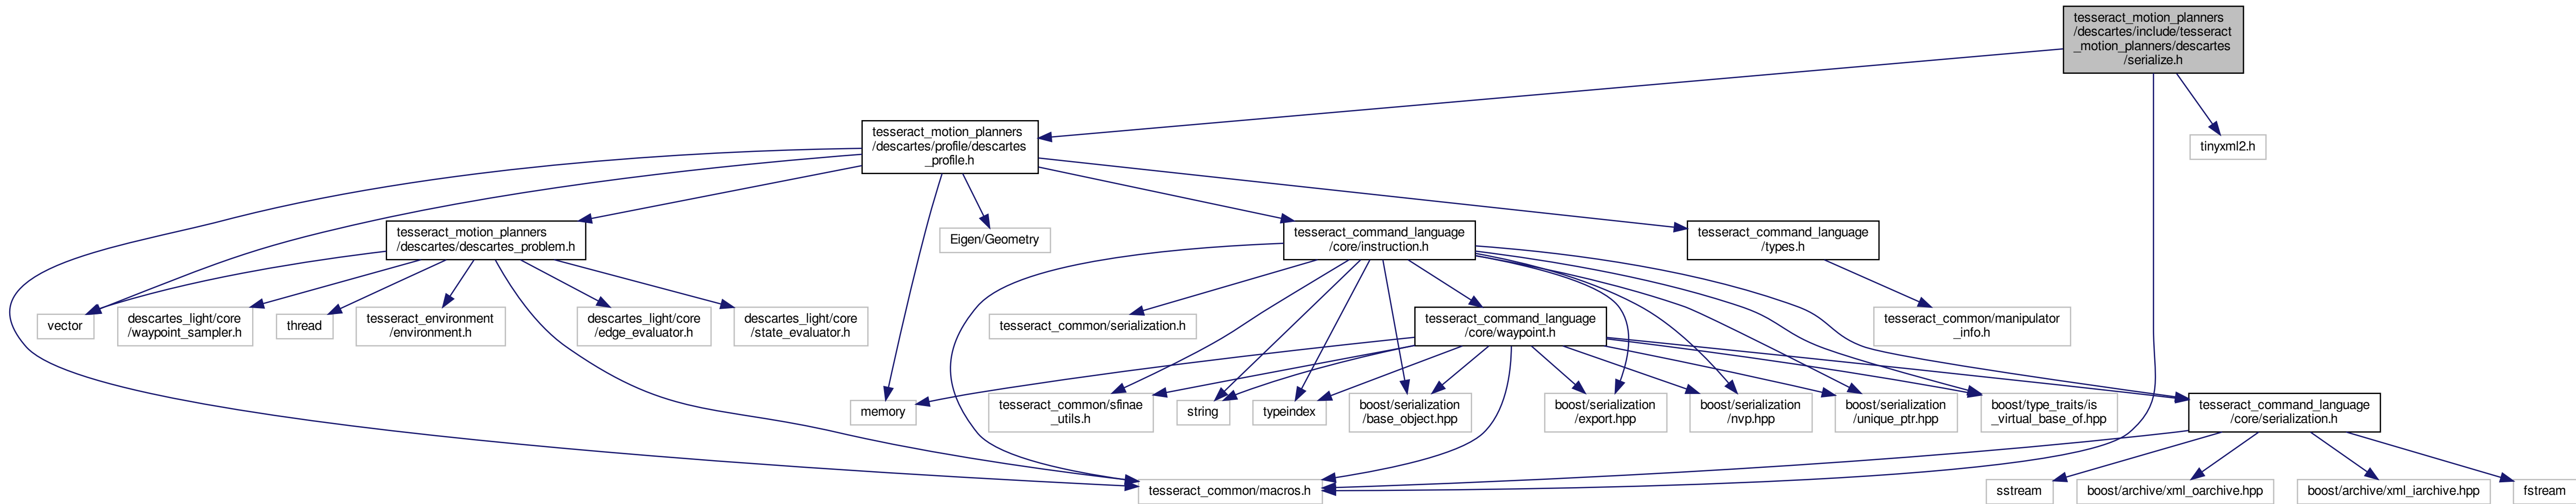 tesseract_motion_planners
/descartes/include/tesseract
_motion_planners/descartes
/serialize.h
tesseract_motion_planners
/descartes/profile/descartes
_profile.h
tinyxml2.h
tesseract_motion_planners
/descartes/descartes_problem.h
Eigen/Geometry
tesseract_command_language
/core/instruction.h
tesseract_command_language
/types.h
vector
descartes_light/core
/waypoint_sampler.h
thread
tesseract_environment
/environment.h
descartes_light/core
/edge_evaluator.h
descartes_light/core
/state_evaluator.h
tesseract_common/serialization.h
tesseract_command_language
/core/waypoint.h
tesseract_common/manipulator
_info.h
memory
tesseract_common/sfinae
_utils.h
string
typeindex
boost/serialization
/base_object.hpp
boost/serialization
/export.hpp
boost/serialization
/nvp.hpp
boost/serialization
/unique_ptr.hpp
boost/type_traits/is
_virtual_base_of.hpp
tesseract_command_language
/core/serialization.h
tesseract_common/macros.h
sstream
boost/archive/xml_oarchive.hpp
boost/archive/xml_iarchive.hpp
fstream